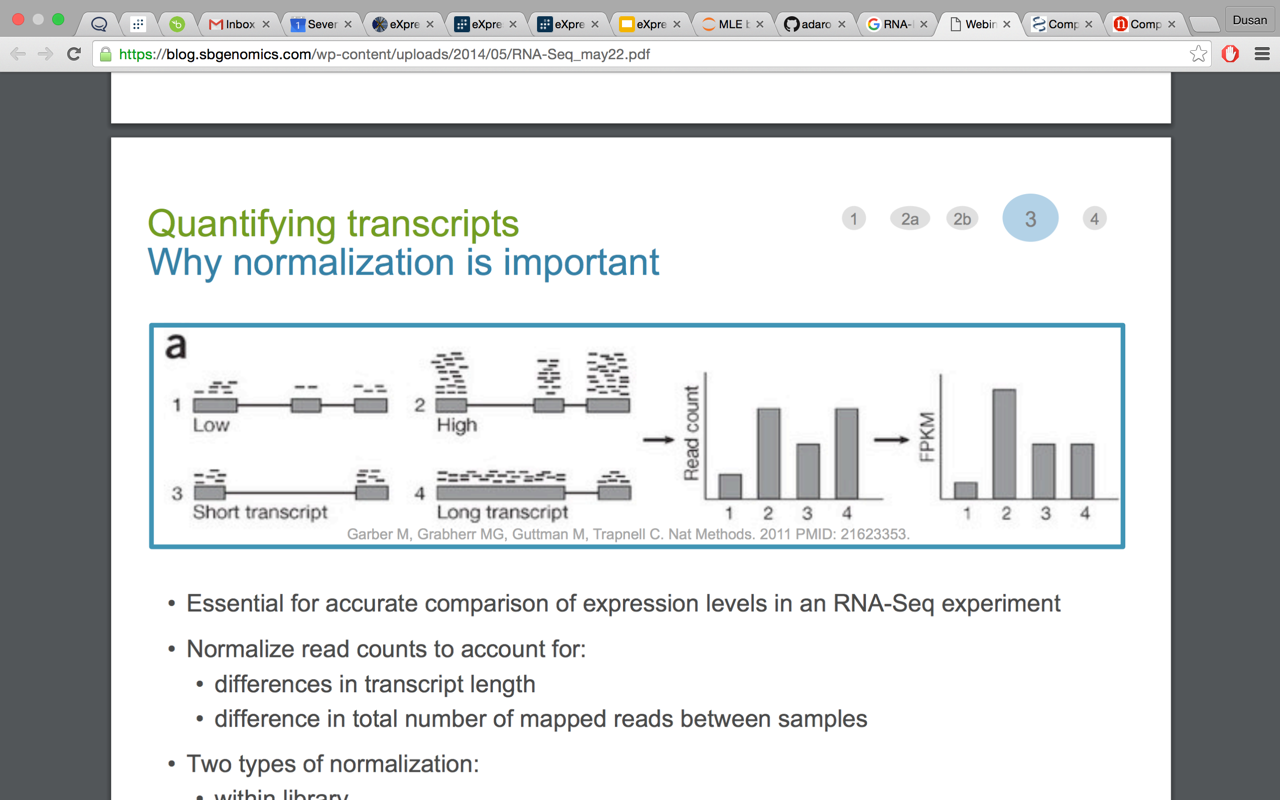 Inbox
Sever
eXpre
eXpre
eXpre
eXpre
MLE b
adaro
RNA-
Webin
Comp
Comp
Dusan
https://blog.sbgenomics.com/wp-content/uploads/2014/05/RNA-Seq_may22.pdf
Quantifying transcripts
Why normalization is important
1 2a 2b 3 4
a
1
Low
2
High
3
Short transcript
4
Long transcript
Read count
1 2 3 4
FPKM
1 2 3 4
Garber M, Grabherr MG, Guttman M, Trapnell C. Nat Methods. 2011 PMID: 21623353.
• Essential for accurate comparison of expression levels in an RNA-Seq experiment
• Normalize read counts to account for:
• differences in transcript length
• difference in total number of mapped reads between samples
• Two types of normalization:
• within library